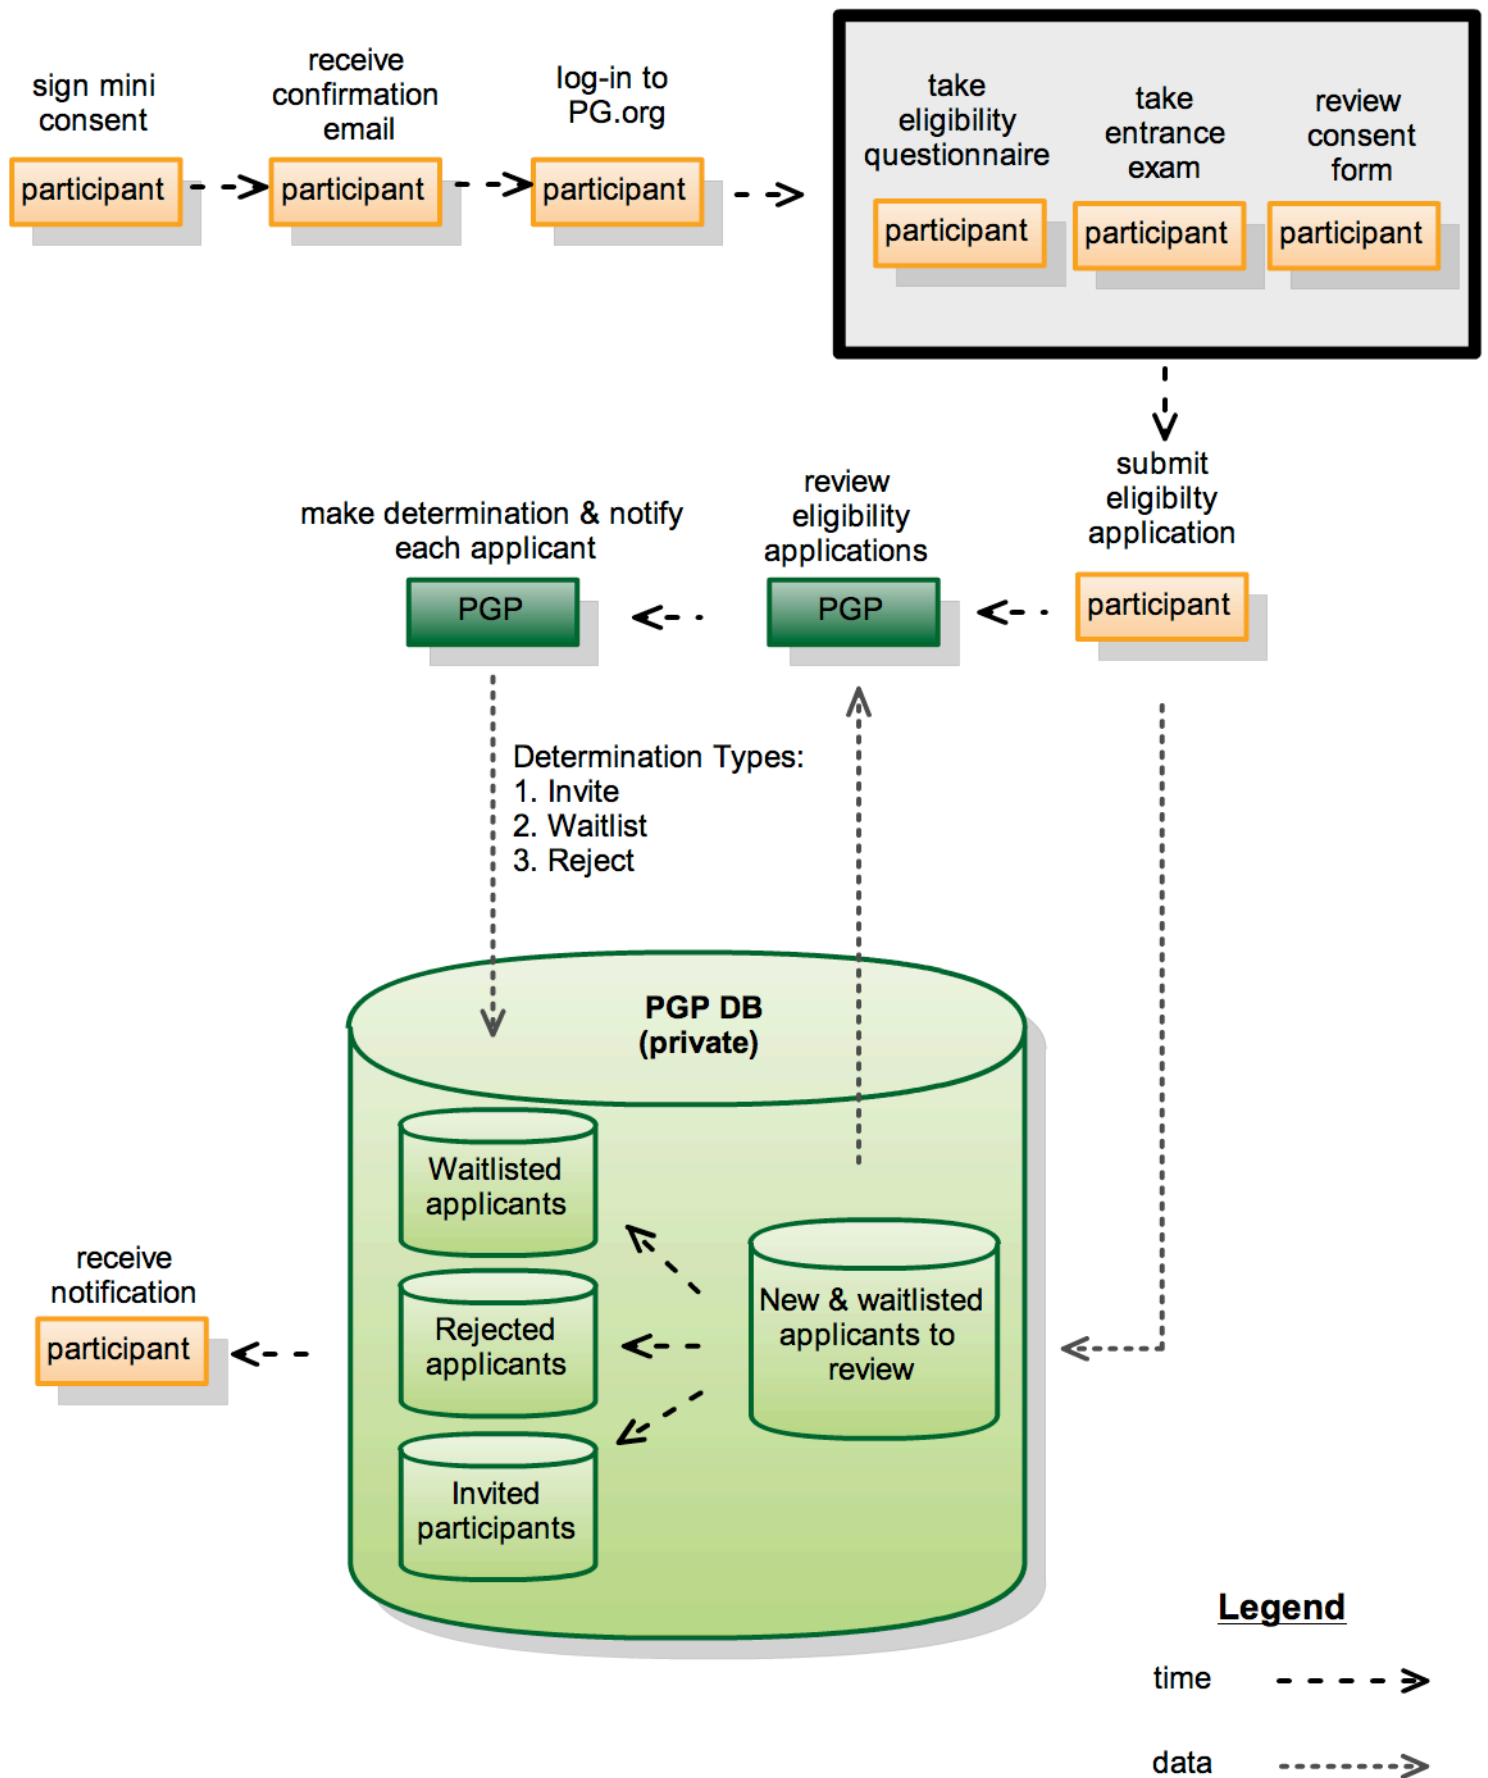 sign mini
consent
participant
receive
confirmation
email
participant
log-in to
PG.org
participant
take
eligibility
questionnaire
participant
take
entrance
exam
participant
review
consent
form
participant
submit
eligibilty
application
participant
review
eligibility
applications
PGP
make determination & notify
each applicant
PGP
Determination Types:
1. Invite
2. Waitlist
3. Reject
PGP DB
(private)
Waitlisted
applicants
Rejected
applicants
Invited
participants
New & waitlisted
applicants to
review
receive
notification
participant
Legend
time
data